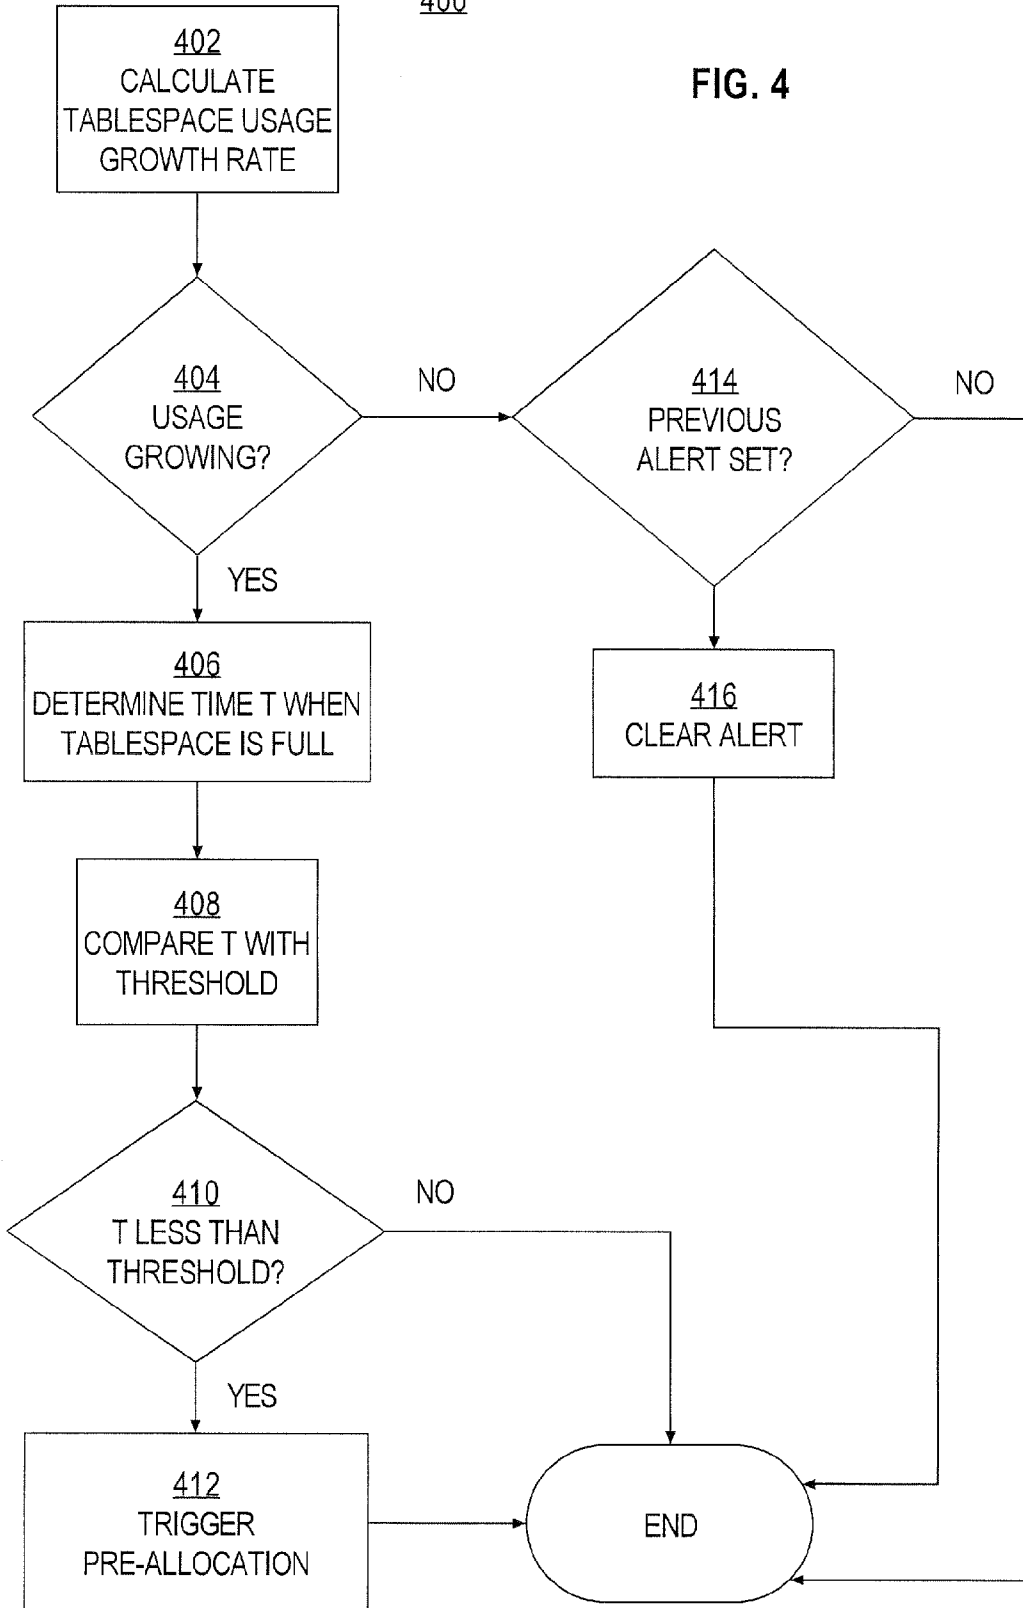 400
FIG. 4
402
CALCULATE
TABLESPACE USAGE
GROWTH RATE
404
USAGE
GROWING?
NO
414
PREVIOUS
ALERT SET?
NO
YES
406
DETERMINE TIME T WHEN
TABLESPACE IS FULL
416
CLEAR ALERT
408
COMPARE T WITH
THRESHOLD
410
T LESS THAN
THRESHOLD?
NO
YES
412
TRIGGER
PRE-ALLOCATION
END